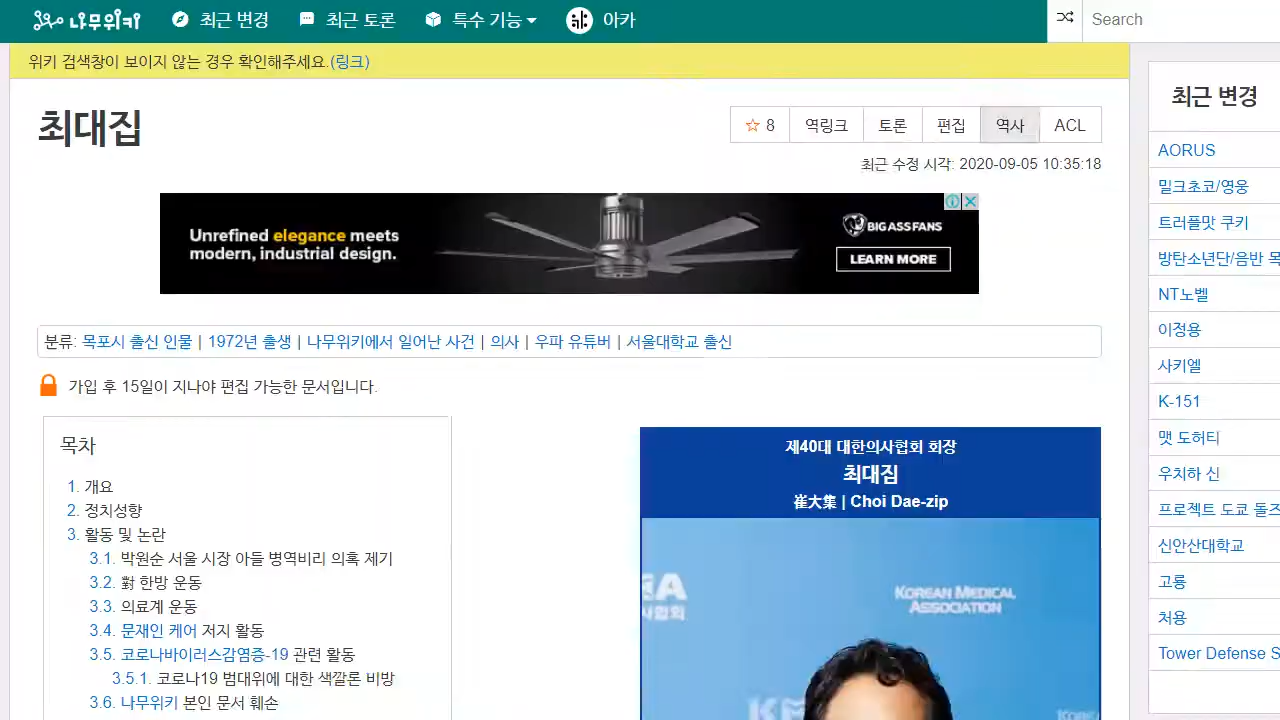 나무위키 최근 변경 최근 토론 특수 기능 아카 Search
위키 검색창이 보이지 않는 경우 확인해주세요.(링크)
최대집
☆ 8 역링크 토론 편집 역사 ACL
최근 수정 시각: 2020-09-05 10:35:18
Unrefined elegance meets
modern, industrial design.
BIGASSFANS
LEARN MORE
분류: 목포시 출신 인물 | 1972년 출생 | 나무위키에서 일어난 사건 | 의사 | 우파 유튜버 | 서울대학교 출신
가입 후 15일이 지나야 편집 가능한 문서입니다.
목차
1. 개요
2. 정치성향
3. 활동 및 논란
3.1. 박원순 서울 시장 아들 병역비리 의혹 제기
3.2. 對 한방 운동
3.3. 의료계 운동
3.4. 문재인 케어 저지 활동
3.5. 코로나바이러스감염증-19 관련 활동
3.5.1. 코로나19 범대위에 대한 색깔론 비방
3.6. 나무위키 본인 문서 훼손
제40대 대한의사협회 회장
최대집
崔大集 | Choi Dae-zip
KOREAN MEDICAL
ASSOCIATION
최근 변경
AORUS
밀크초코/영웅
트러플맛 쿠키
방탄소년단/음반 목
NT노벨
이정용
사키엘
K-151
맷 도허티
우치하 신
프로젝트 도쿄 돌즈
신안산대학교
고룡
처용
Tower Defense S